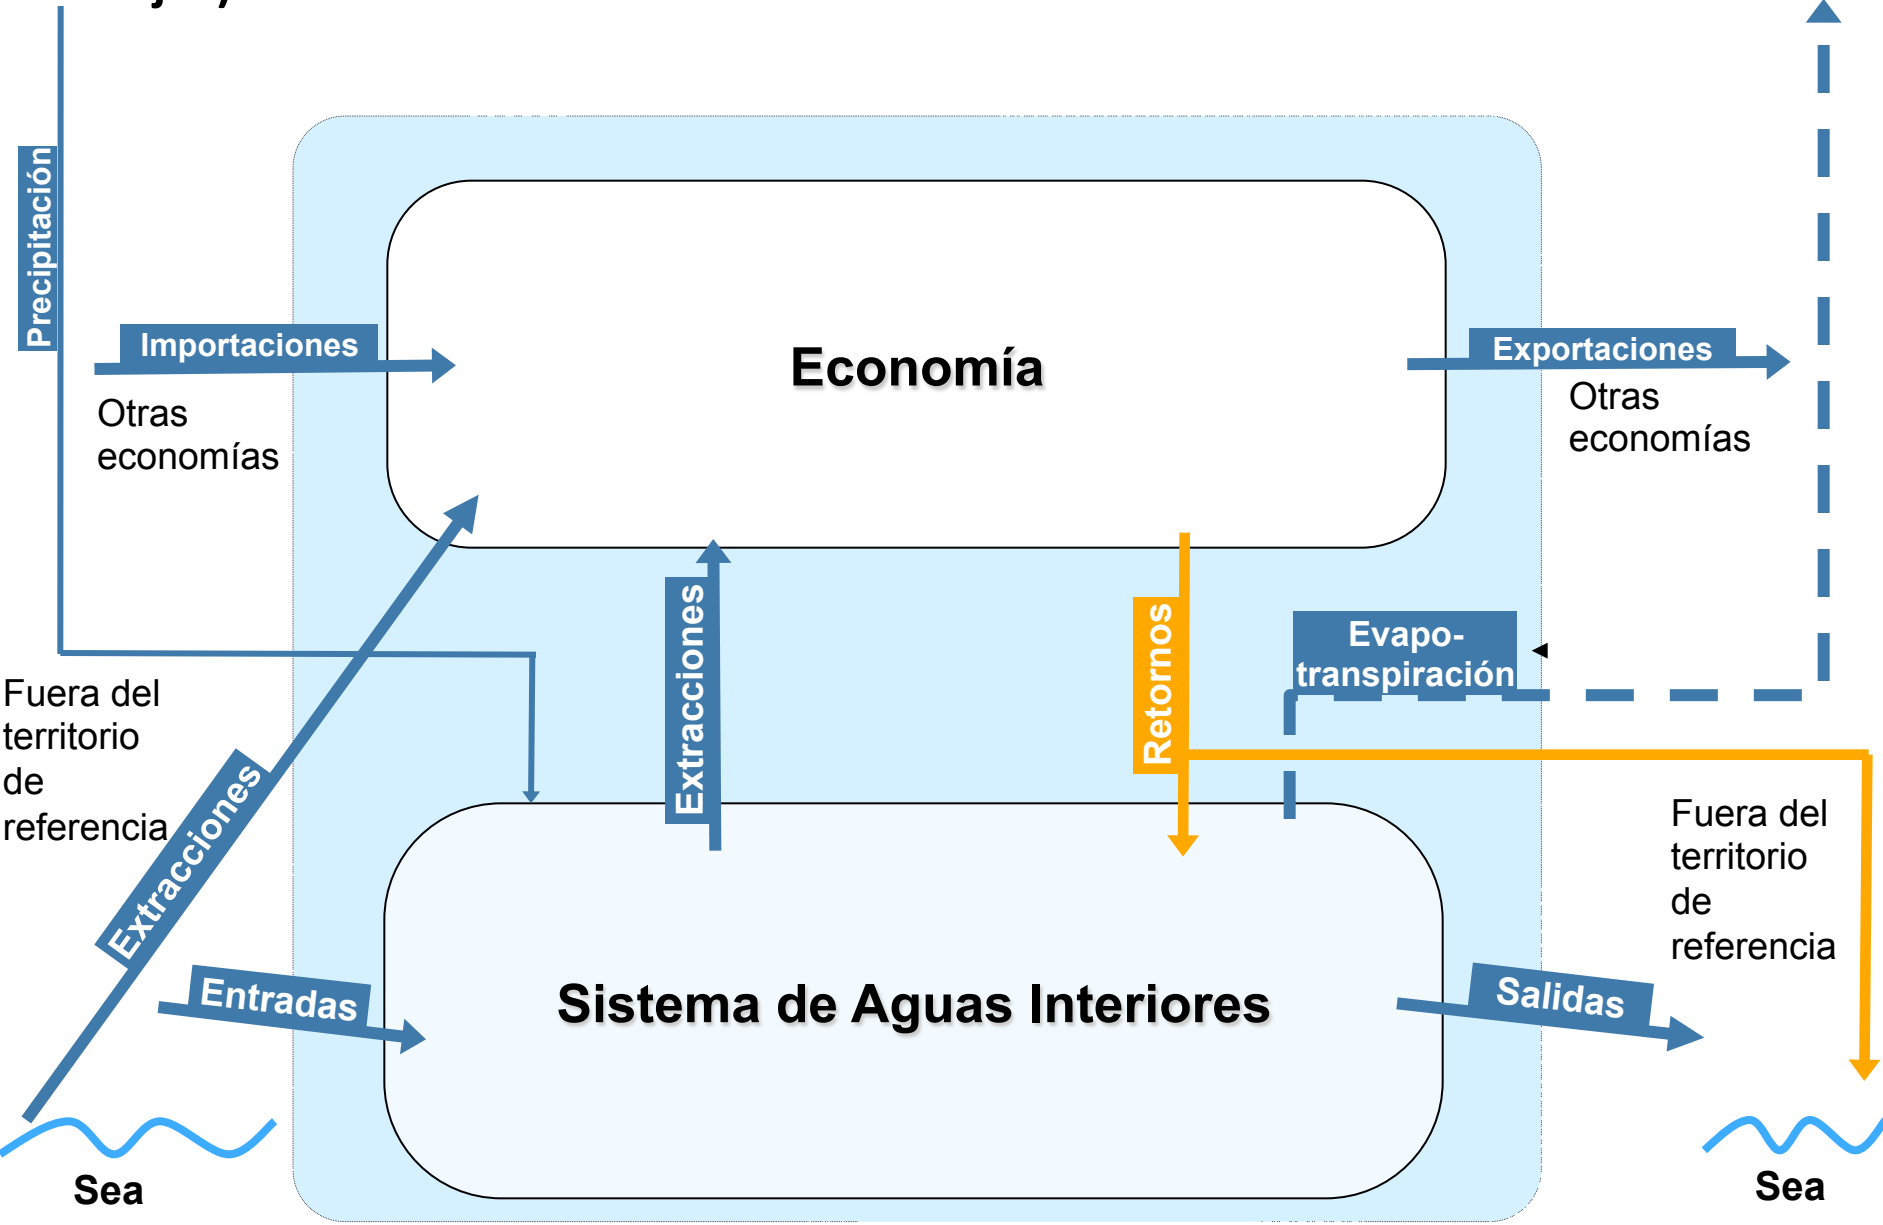 Precipitación
Importaciones
Otras
economías
Economía
Exportaciones
Otras
economías
Extracciones
Retornos
Evapo-
transpiración
Fuera del
territorio
de
referencia
Extracciones
Entradas
Sistema de Aguas Interiores
Salidas
Fuera del
territorio
de
referencia
Sea
Sea